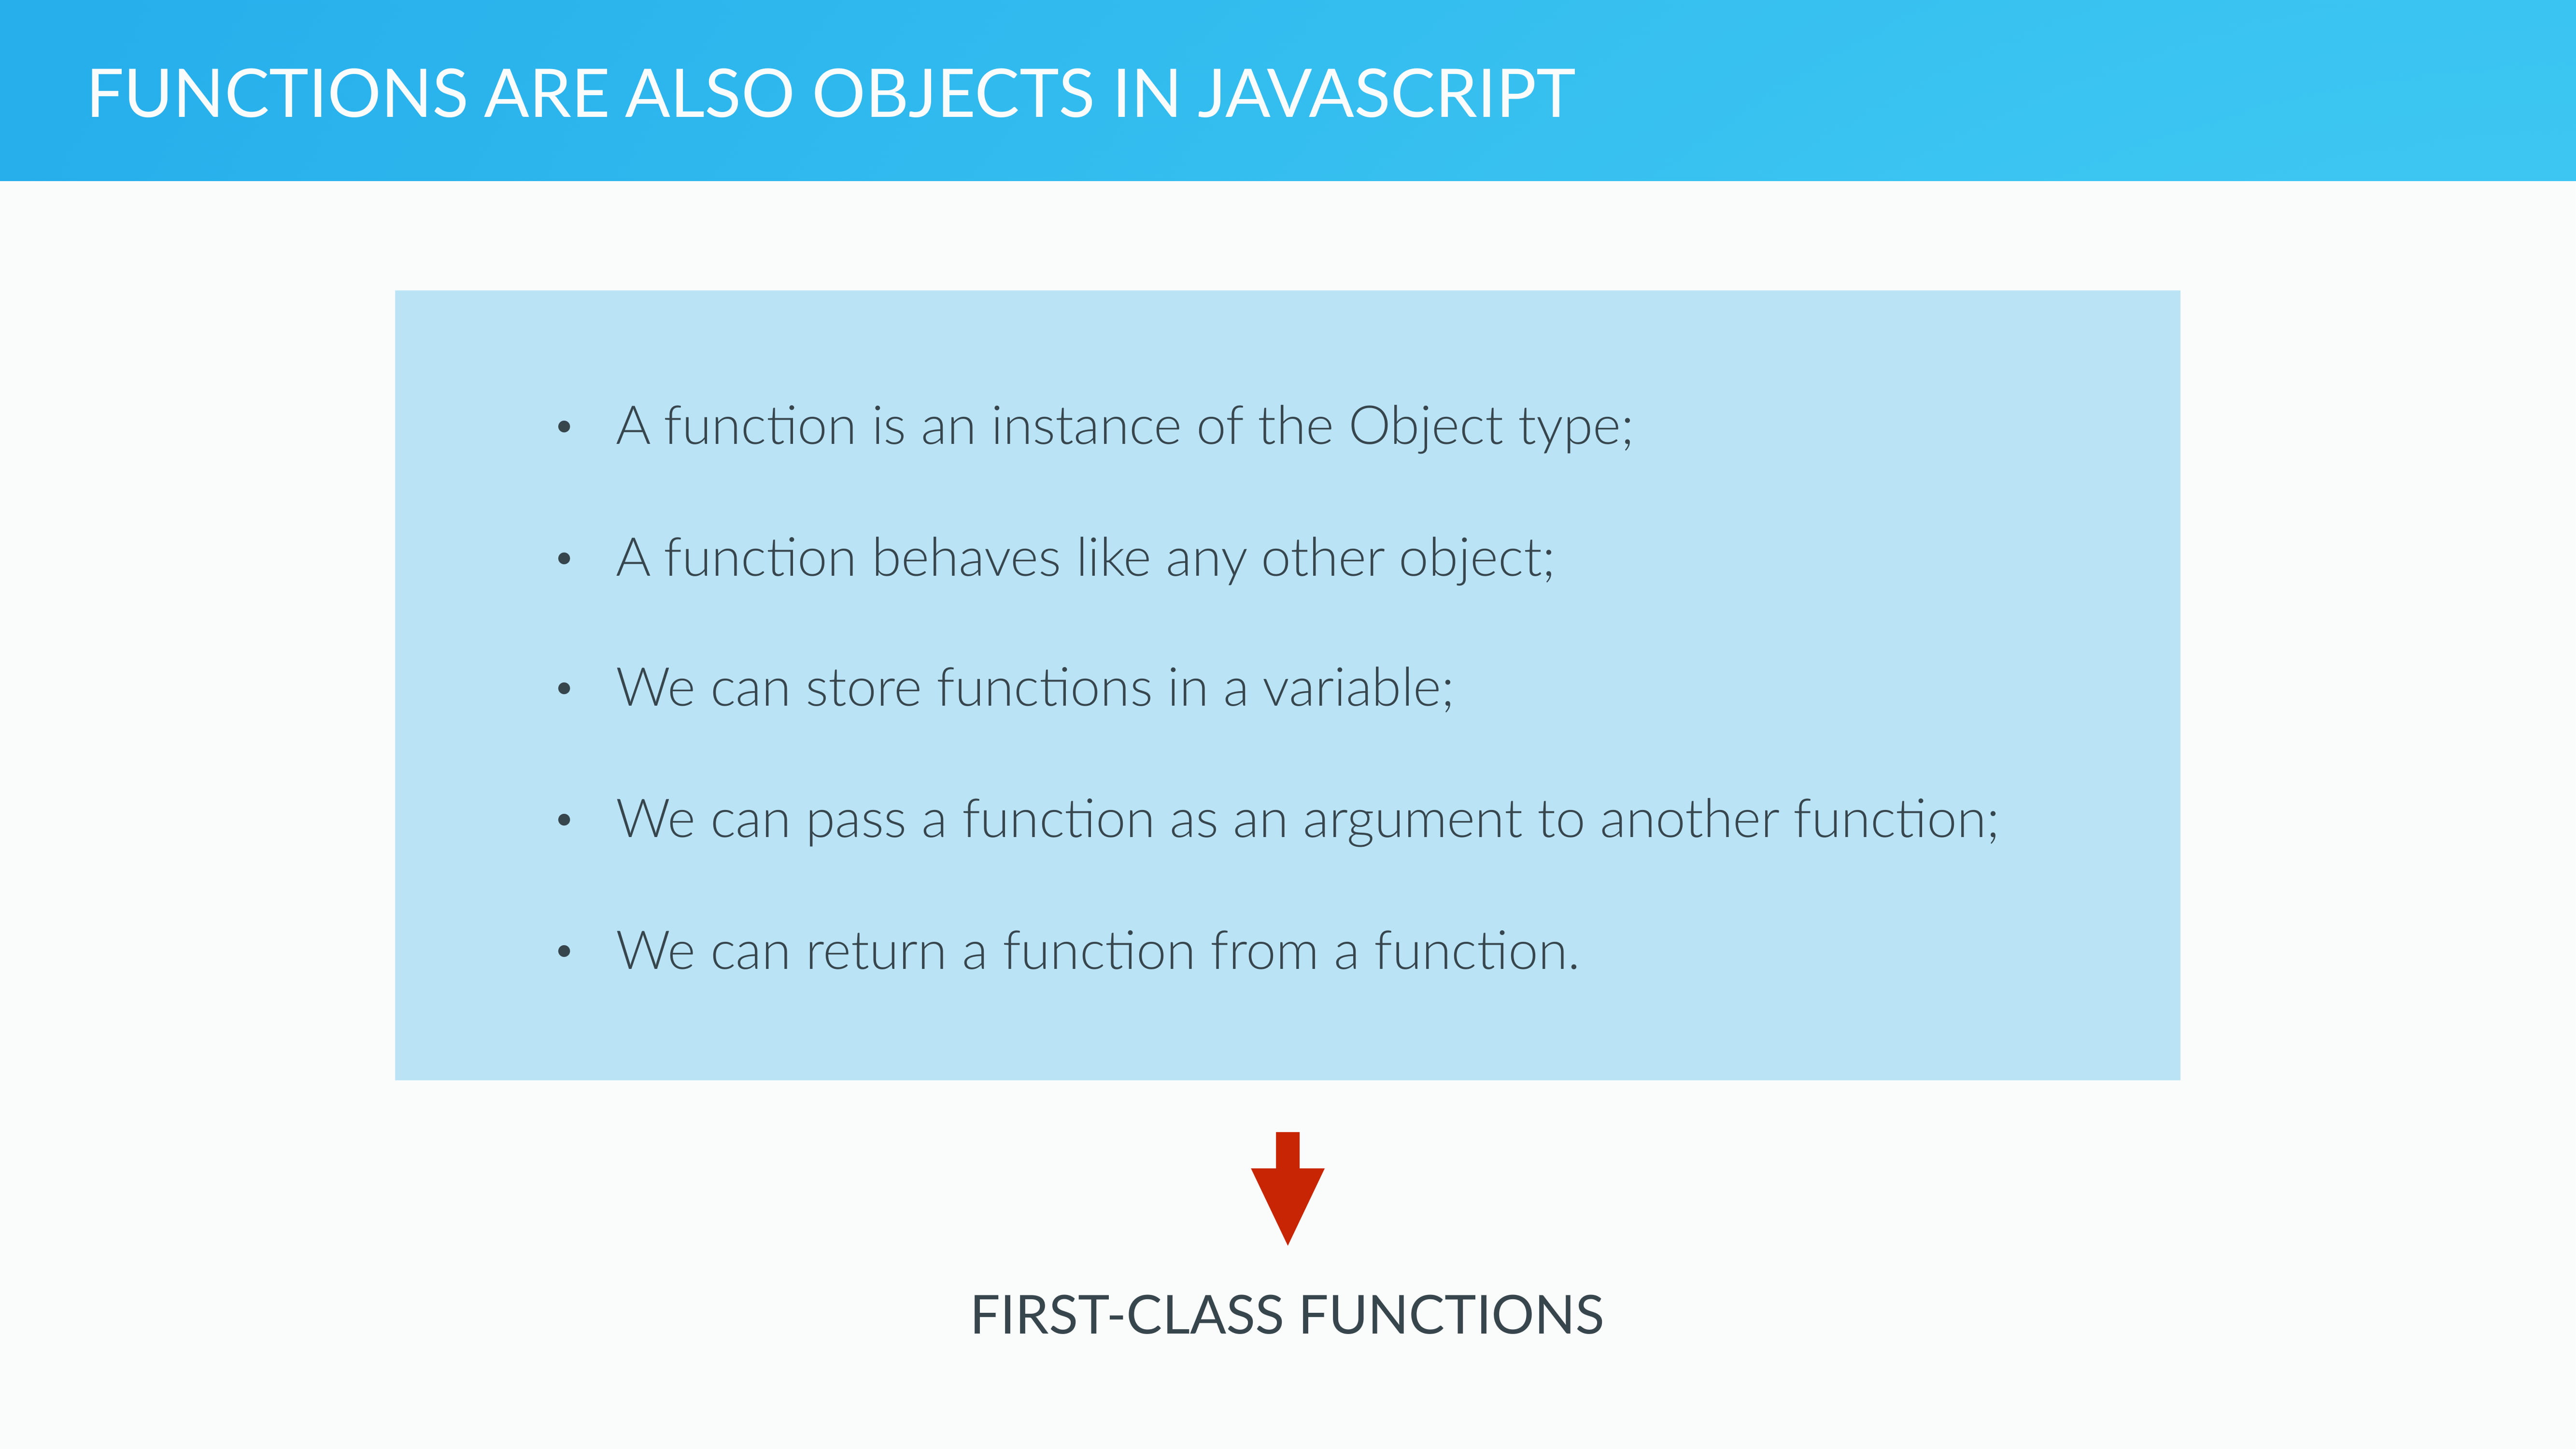 FUNCTIONS ARE ALSO OBJECTS IN JAVASCRIPT
• A function is an instance of the Object type;
• A function behaves like any other object;
• We can store functions in a variable;
• We can pass a function as an argument to another function;
• We can return a function from a function.
FIRST-CLASS FUNCTIONS